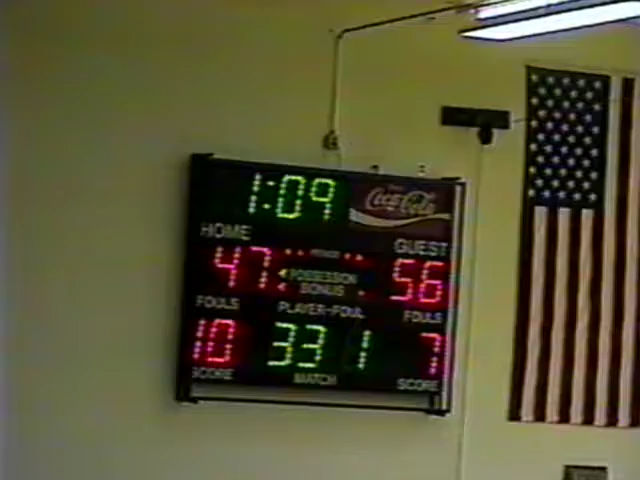 1:09
Coca-Cola
HOME
GUEST
47
56
POSSESSION
BONUS
FOULS
PLAYER-FOUL
FOULS
10
33 1
7
SCORE
MATCH
SCORE